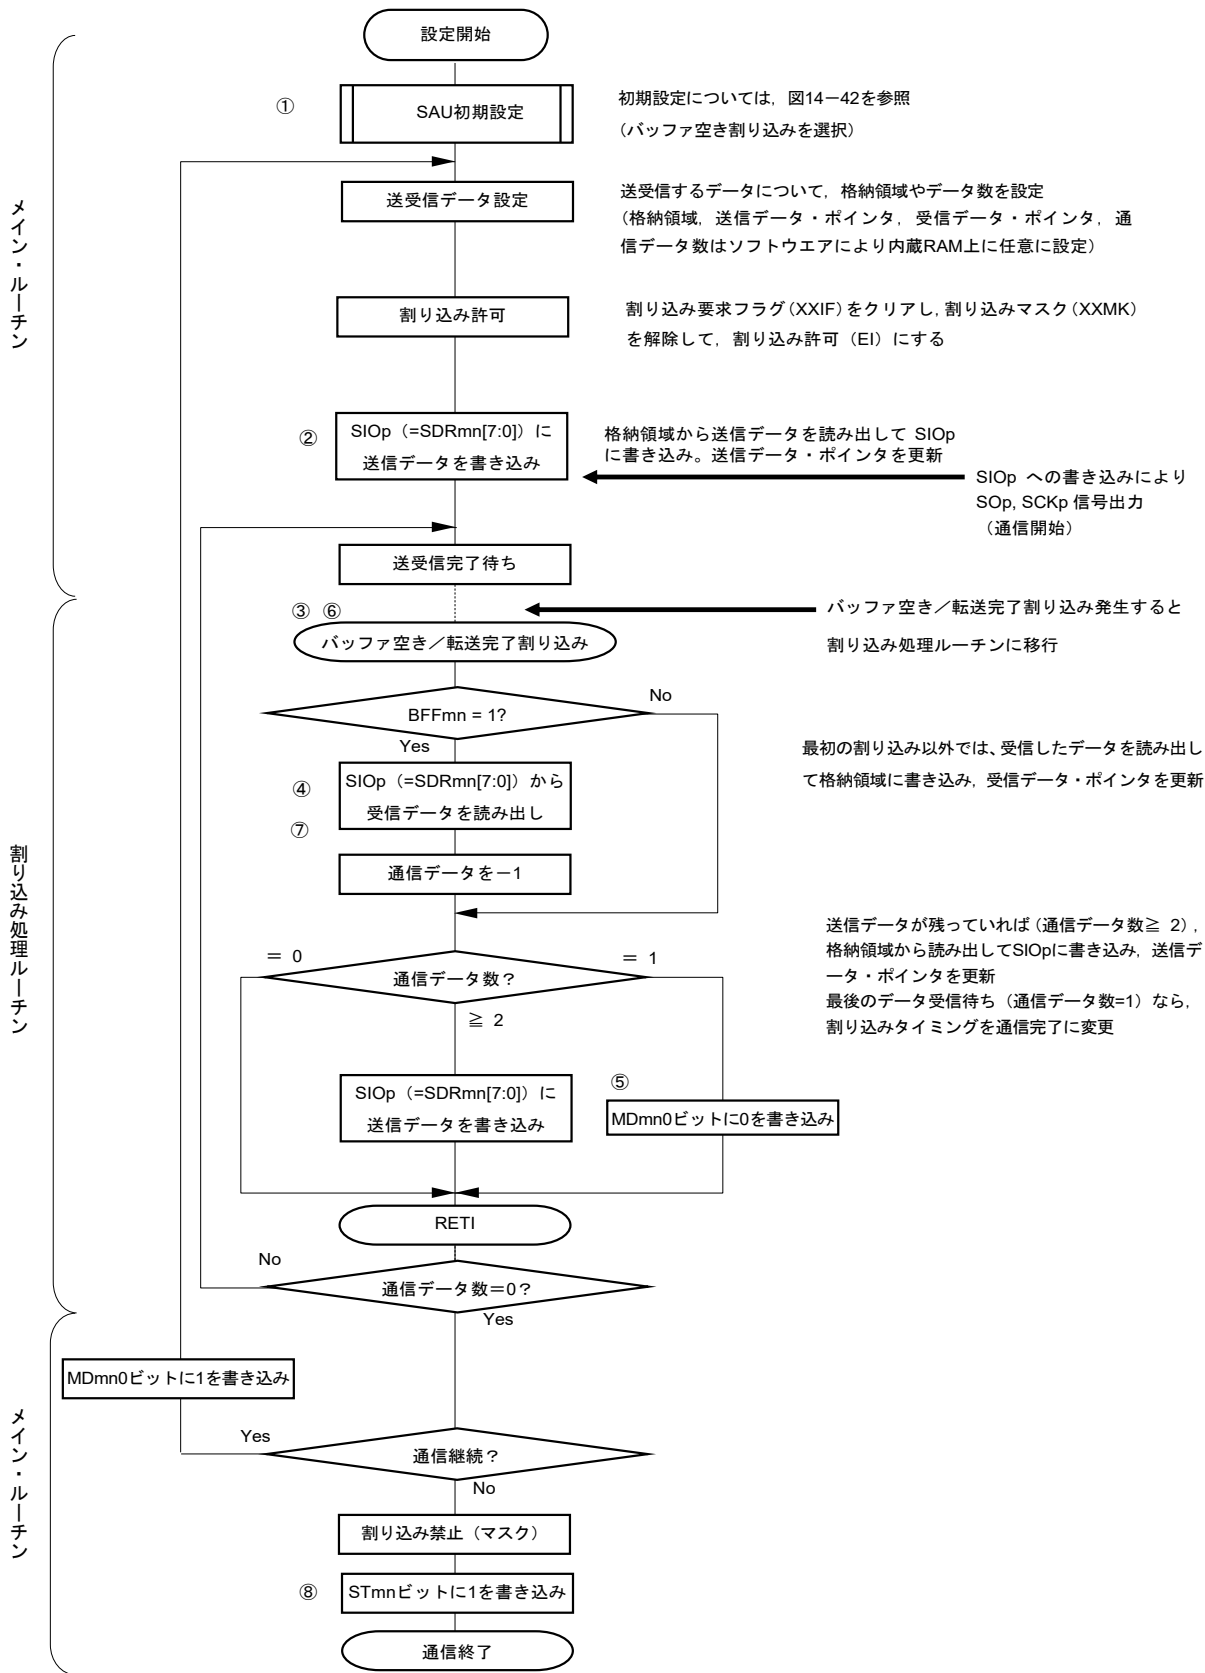 設定開始
①
SAU初期設定
初期設定については，図14－42を参照
（バッファ空き割り込みを選択）
メイン・ルーチン
送受信データ設定
送受信するデータについて，格納領域やデータ数を設定
（格納領域，送信データ・ポインタ，受信データ・ポインタ，通
信データ数はソフトウエアにより内蔵RAM上に任意に設定）
割り込み許可
割り込み要求フラグ（XXIF）をクリアし，割り込みマスク（XXMK）
を解除して，割り込み許可（EI）にする
②
SIOp（=SDRmn[7:0]）に
送信データを書き込み
格納領域から送信データを読み出して SIOp
に書き込み。送信データ・ポインタを更新
SIOp への書き込みにより
SOp, SCKp 信号出力
（通信開始）
送受信完了待ち
③ ⑥
バッファ空き／転送完了割り込み
バッファ空き／転送完了割り込み発生すると
割り込み処理ルーチンに移行
割り込み処理ルーチン
BFFmn = 1?
No
Yes
④
⑦
SIOp（=SDRmn[7:0]）から
受信データを読み出し
最初の割り込み以外では、受信したデータを読み出し
て格納領域に書き込み，受信データ・ポインタを更新
通信データを－1
＝ 0
通信データ数？
＝ 1
≧ 2
送信データが残っていれば（通信データ数≧ 2），
格納領域から読み出してSIOpに書き込み，送信デ
ータ・ポインタを更新
最後のデータ受信待ち（通信データ数=1）なら，
割り込みタイミングを通信完了に変更
SIOp（=SDRmn[7:0]）に
送信データを書き込み
⑤
MDmn0ビットに0を書き込み
RETI
No
通信データ数＝0？
Yes
メイン・ルーチン
MDmn0ビットに1を書き込み
Yes
通信継続？
No
割り込み禁止（マスク）
⑧
STmnビットに1を書き込み
通信終了